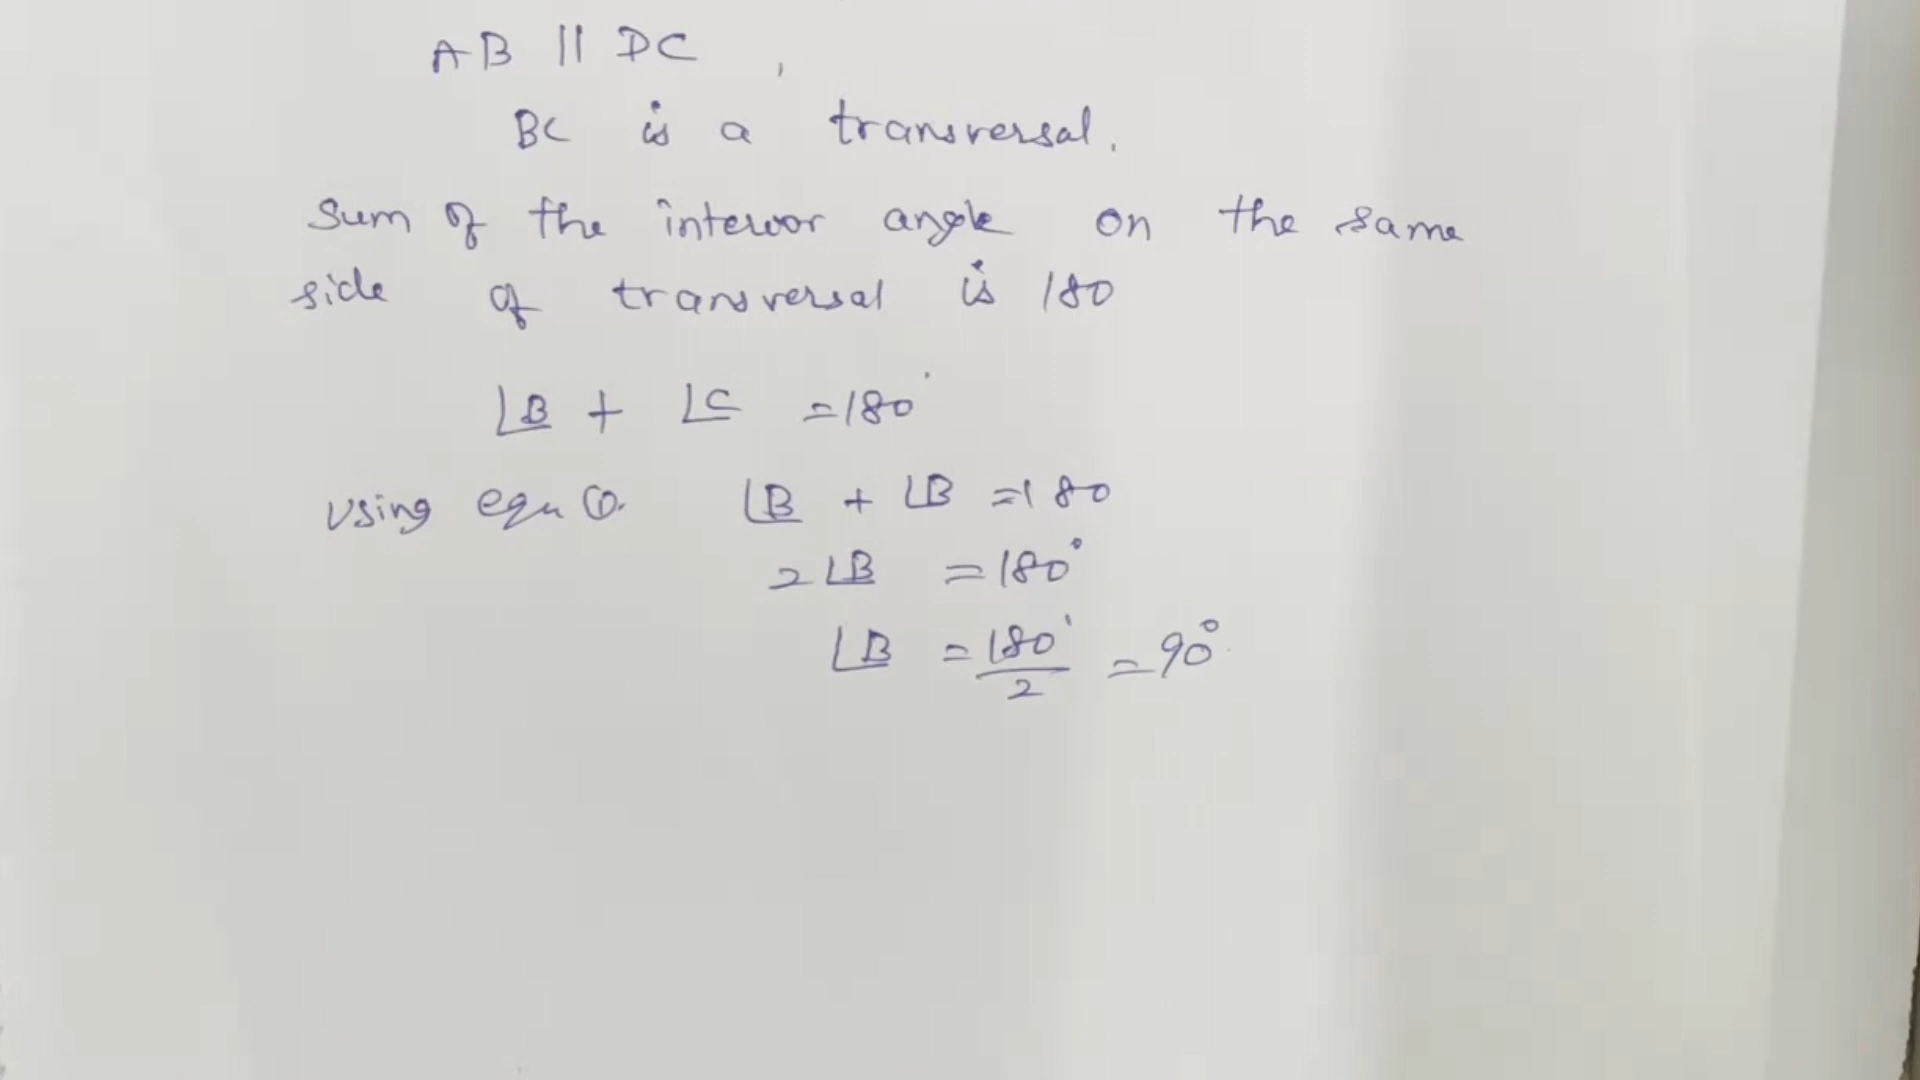 AB || DC ,
BC is a transversal.
Sum of the interior angle on the same
side of transversal is 180
∠B + ∠C = 180°
Using equ ①. ∠B + ∠B = 180
2∠B = 180°
∠B = 180°/2 = 90°